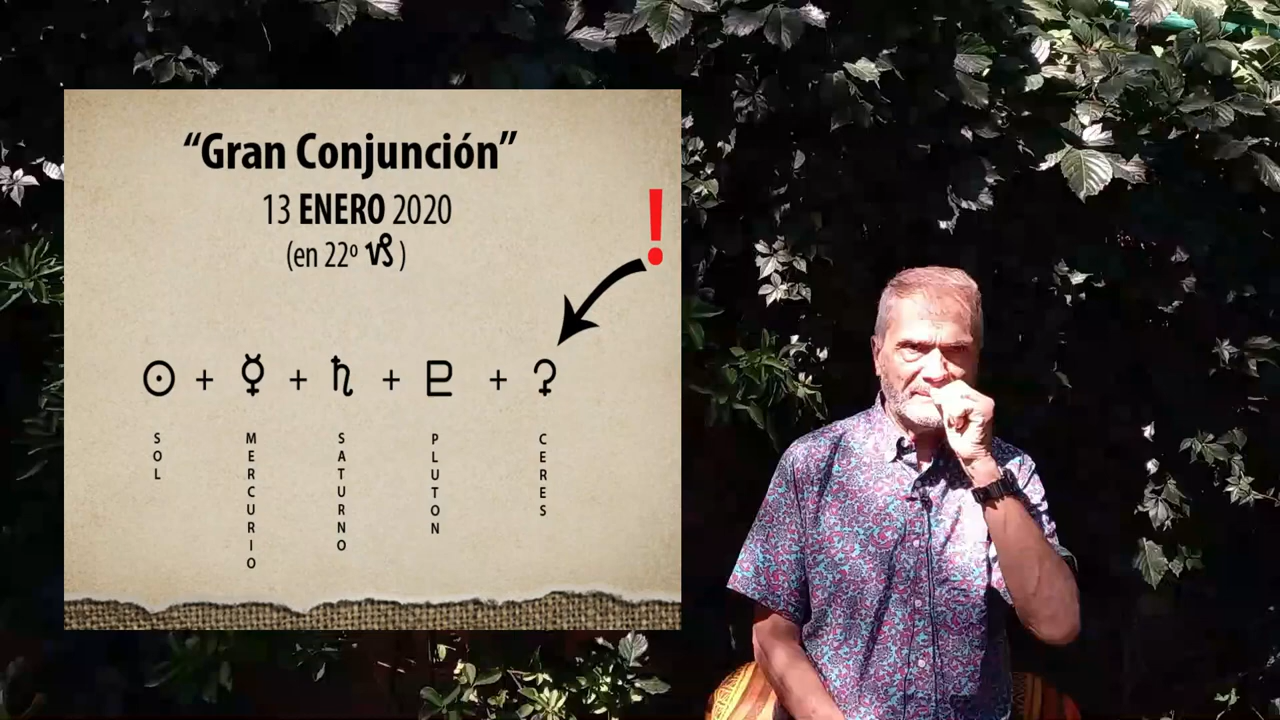 “Gran Conjunción”
13 ENERO 2020
(en 22º ♑)
!
☉ + ☿ + ♄ + ♇ + ⚳
SOL
MERCURIO
SATURNO
PLUTON
CERES